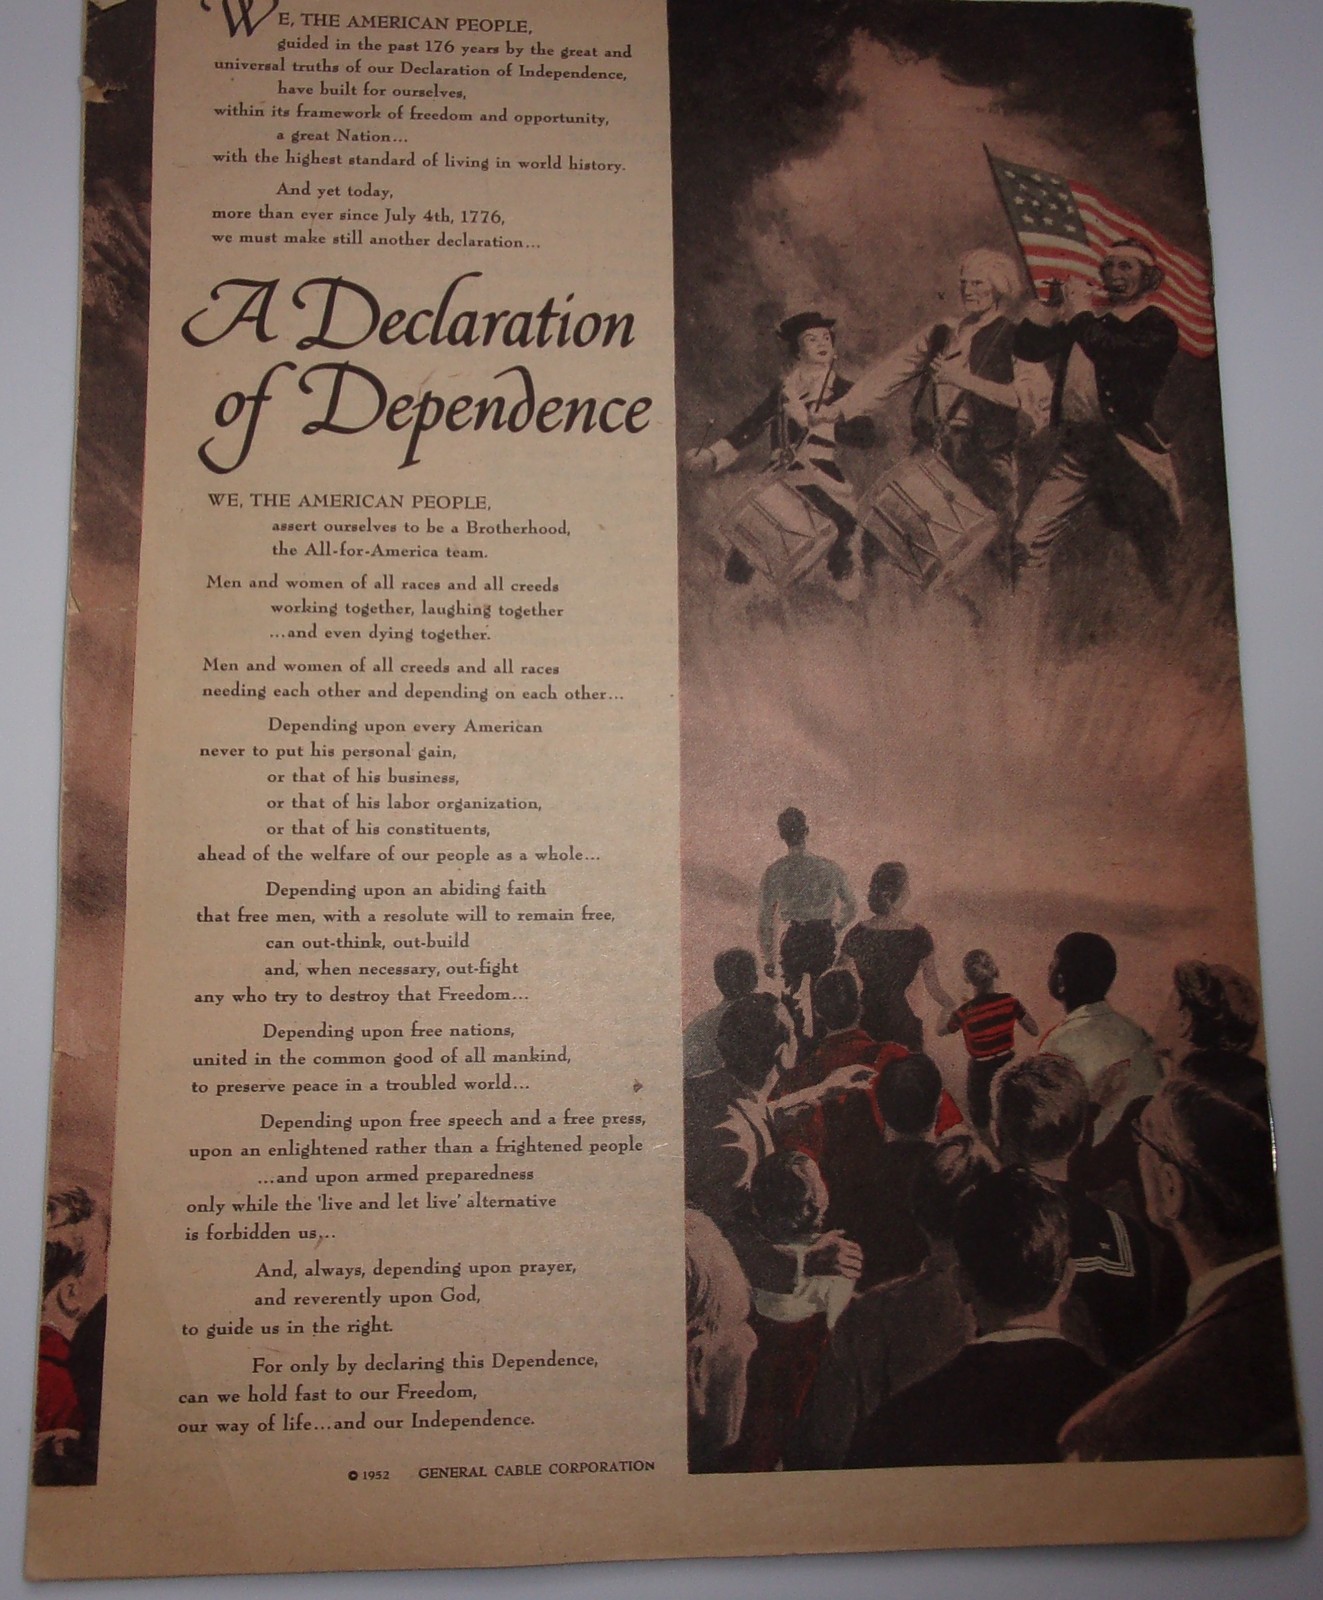 WE, THE AMERICAN PEOPLE,
guided in the past 176 years by the great and
universal truths of our Declaration of Independence,
have built for ourselves,
within its framework of freedom and opportunity,
a great Nation...
with the highest standard of living in world history.
And yet today,
more than ever since July 4th, 1776,
we must make still another declaration...
A Declaration
of Dependence
WE, THE AMERICAN PEOPLE,
assert ourselves to be a Brotherhood,
the All-for-America team.
Men and women of all races and all creeds
working together, laughing together
...and even dying together.
Men and women of all creeds and all races
needing each other and depending on each other...
Depending upon every American
never to put his personal gain,
or that of his business,
or that of his labor organization,
or that of his constituents,
ahead of the welfare of our people as a whole...
Depending upon an abiding faith
that free men, with a resolute will to remain free,
can out-think, out-build
and, when necessary, out-fight
any who try to destroy that Freedom...
Depending upon free nations,
united in the common good of all mankind,
to preserve peace in a troubled world...
Depending upon free speech and a free press,
upon an enlightened rather than a frightened people
...and upon armed preparedness
only while the 'live and let live' alternative
is forbidden us...
And, always, depending upon prayer,
and reverently upon God,
to guide us in the right.
For only by declaring this Dependence,
can we hold fast to our Freedom,
our way of life...and our Independence.
© 1952 GENERAL CABLE CORPORATION